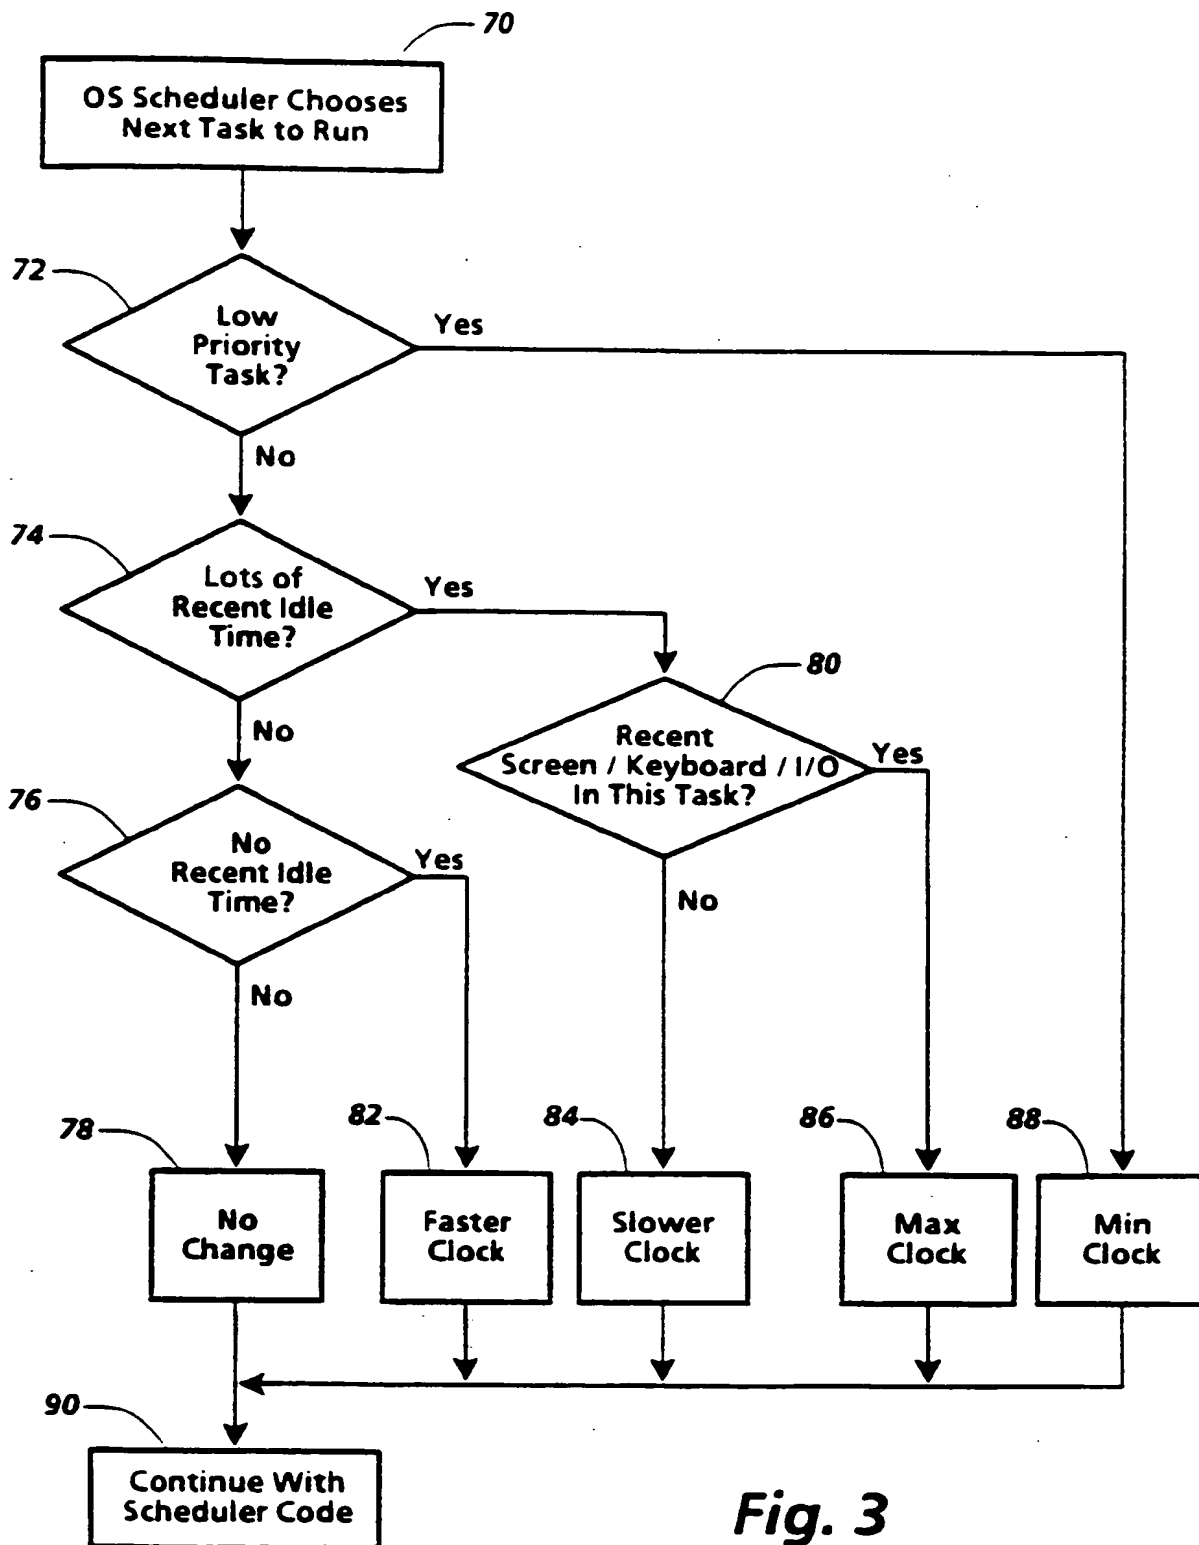 70
OS Scheduler Chooses
Next Task to Run
72
Low
Priority
Task?
Yes
No
74
Lots of
Recent Idle
Time?
Yes
No
80
Recent
Screen / Keyboard / I/O
In This Task?
Yes
No
76
No
Recent Idle
Time?
Yes
No
78
No
Change
82
Faster
Clock
84
Slower
Clock
86
Max
Clock
88
Min
Clock
90
Continue With
Scheduler Code
Fig. 3